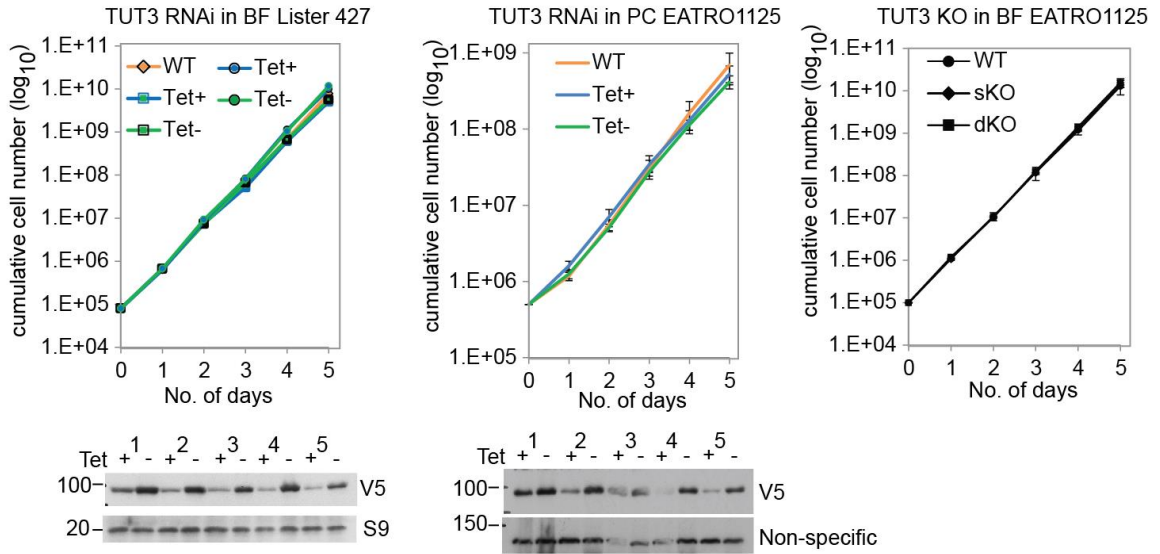 TUT3 RNAi in BF Lister 427
cumulative cell number (log10)
1.E+11
1.E+10
1.E+09
1.E+08
1.E+07
1.E+06
1.E+05
1.E+04
WT
Tet+
Tet-
Tet+
Tet-
0 1 2 3 4 5
No. of days
TUT3 RNAi in PC EATRO1125
cumulative cell number (log10)
1.E+09
1.E+08
1.E+07
1.E+06
1.E+05
WT
Tet+
Tet-
0 1 2 3 4 5
No. of days
TUT3 KO in BF EATRO1125
cumulative cell number (log10)
1.E+11
1.E+10
1.E+09
1.E+08
1.E+07
1.E+06
1.E+05
1.E+04
WT
sKO
dKO
0 1 2 3 4 5
No. of days
1 2 3 4 5
Tet + - + - + - + - + -
100– V5
20– S9
1 2 3 4 5
Tet + - + - + - + - + -
100– V5
150–
Non-specific